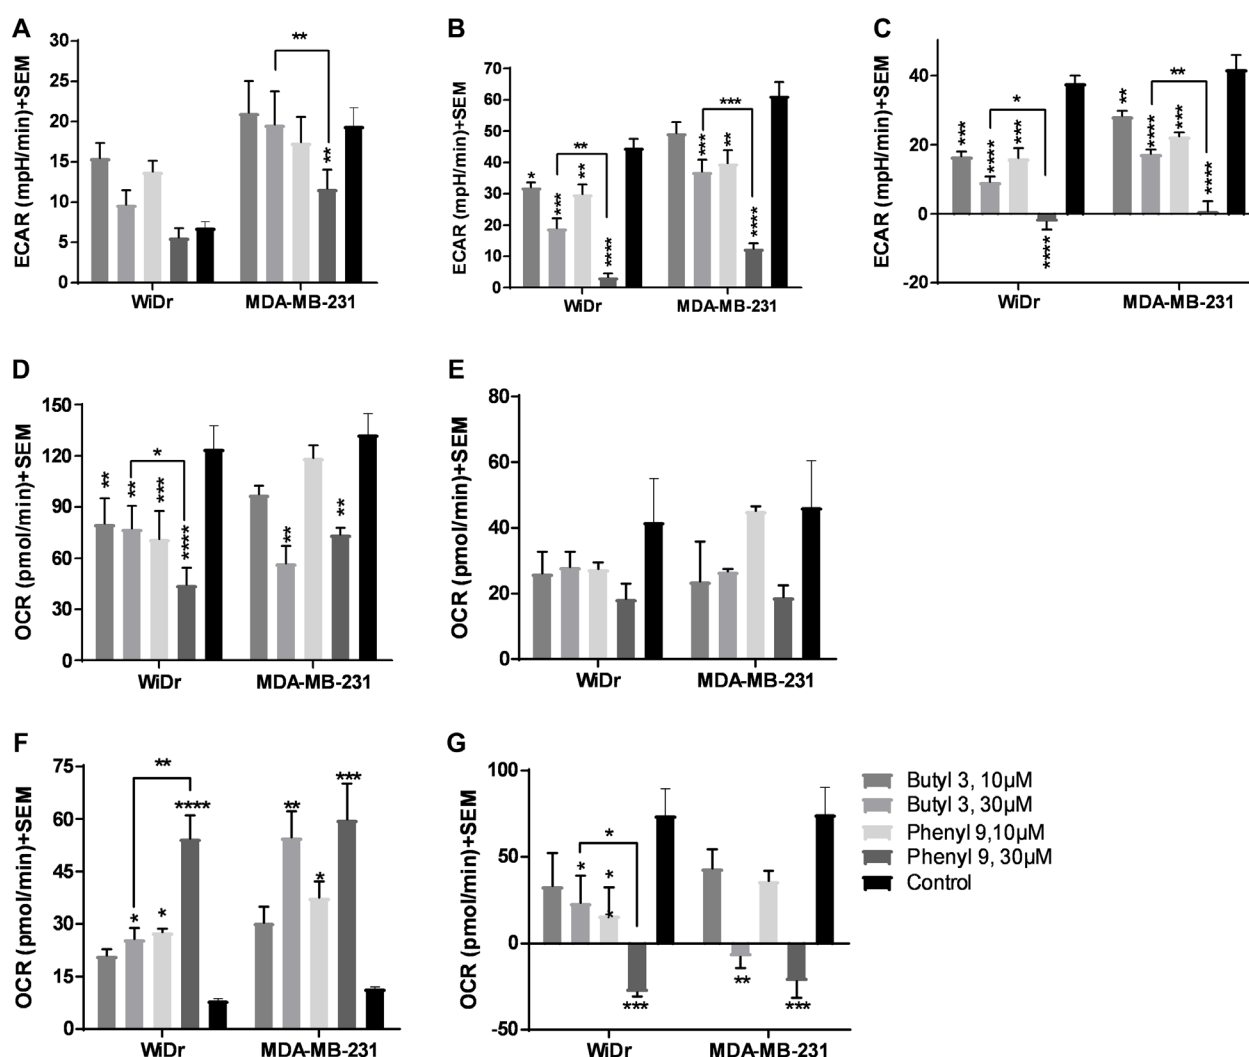 A
ECAR (mpH/min)+SEM
30
25
20
15
10
5
0
**
**
WiDr
MDA-MB-231
B
ECAR (mpH/min)+SEM
70
60
50
40
30
20
10
0
*
***
**
**
****
***
***
**
****
WiDr
MDA-MB-231
C
ECAR (mpH/min)+SEM
40
20
0
-20
***
****
*
***
****
**
****
**
***
****
WiDr
MDA-MB-231
D
OCR (pmol/min)+SEM
150
120
90
60
30
0
**
**
*
***
****
**
**
WiDr
MDA-MB-231
E
OCR (pmol/min)+SEM
80
60
40
20
0
WiDr
MDA-MB-231
F
OCR (pmol/min)+SEM
75
60
45
30
15
0
*
**
*
****
**
*
***
WiDr
MDA-MB-231
G
OCR (pmol/min)+SEM
100
50
0
-50
*
*
*
*
***
**
***
WiDr
MDA-MB-231
Butyl 3, 10µM
Butyl 3, 30µM
Phenyl 9,10µM
Phenyl 9, 30µM
Control